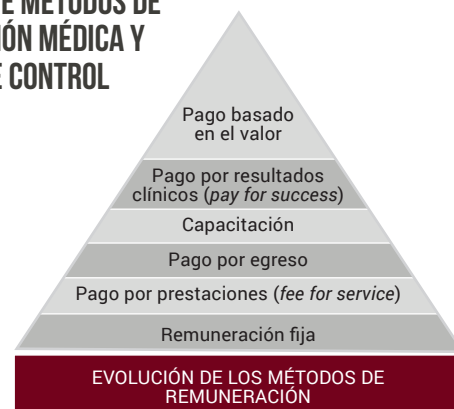 E MÉTODOS DE
IÓN MÉDICA Y
E CONTROL
Pago basado
en el valor
Pago por resultados
clínicos (pay for success)
Capacitación
Pago por egreso
Pago por prestaciones (fee for service)
Remuneración fija
EVOLUCIÓN DE LOS MÉTODOS DE
REMUNERACIÓN